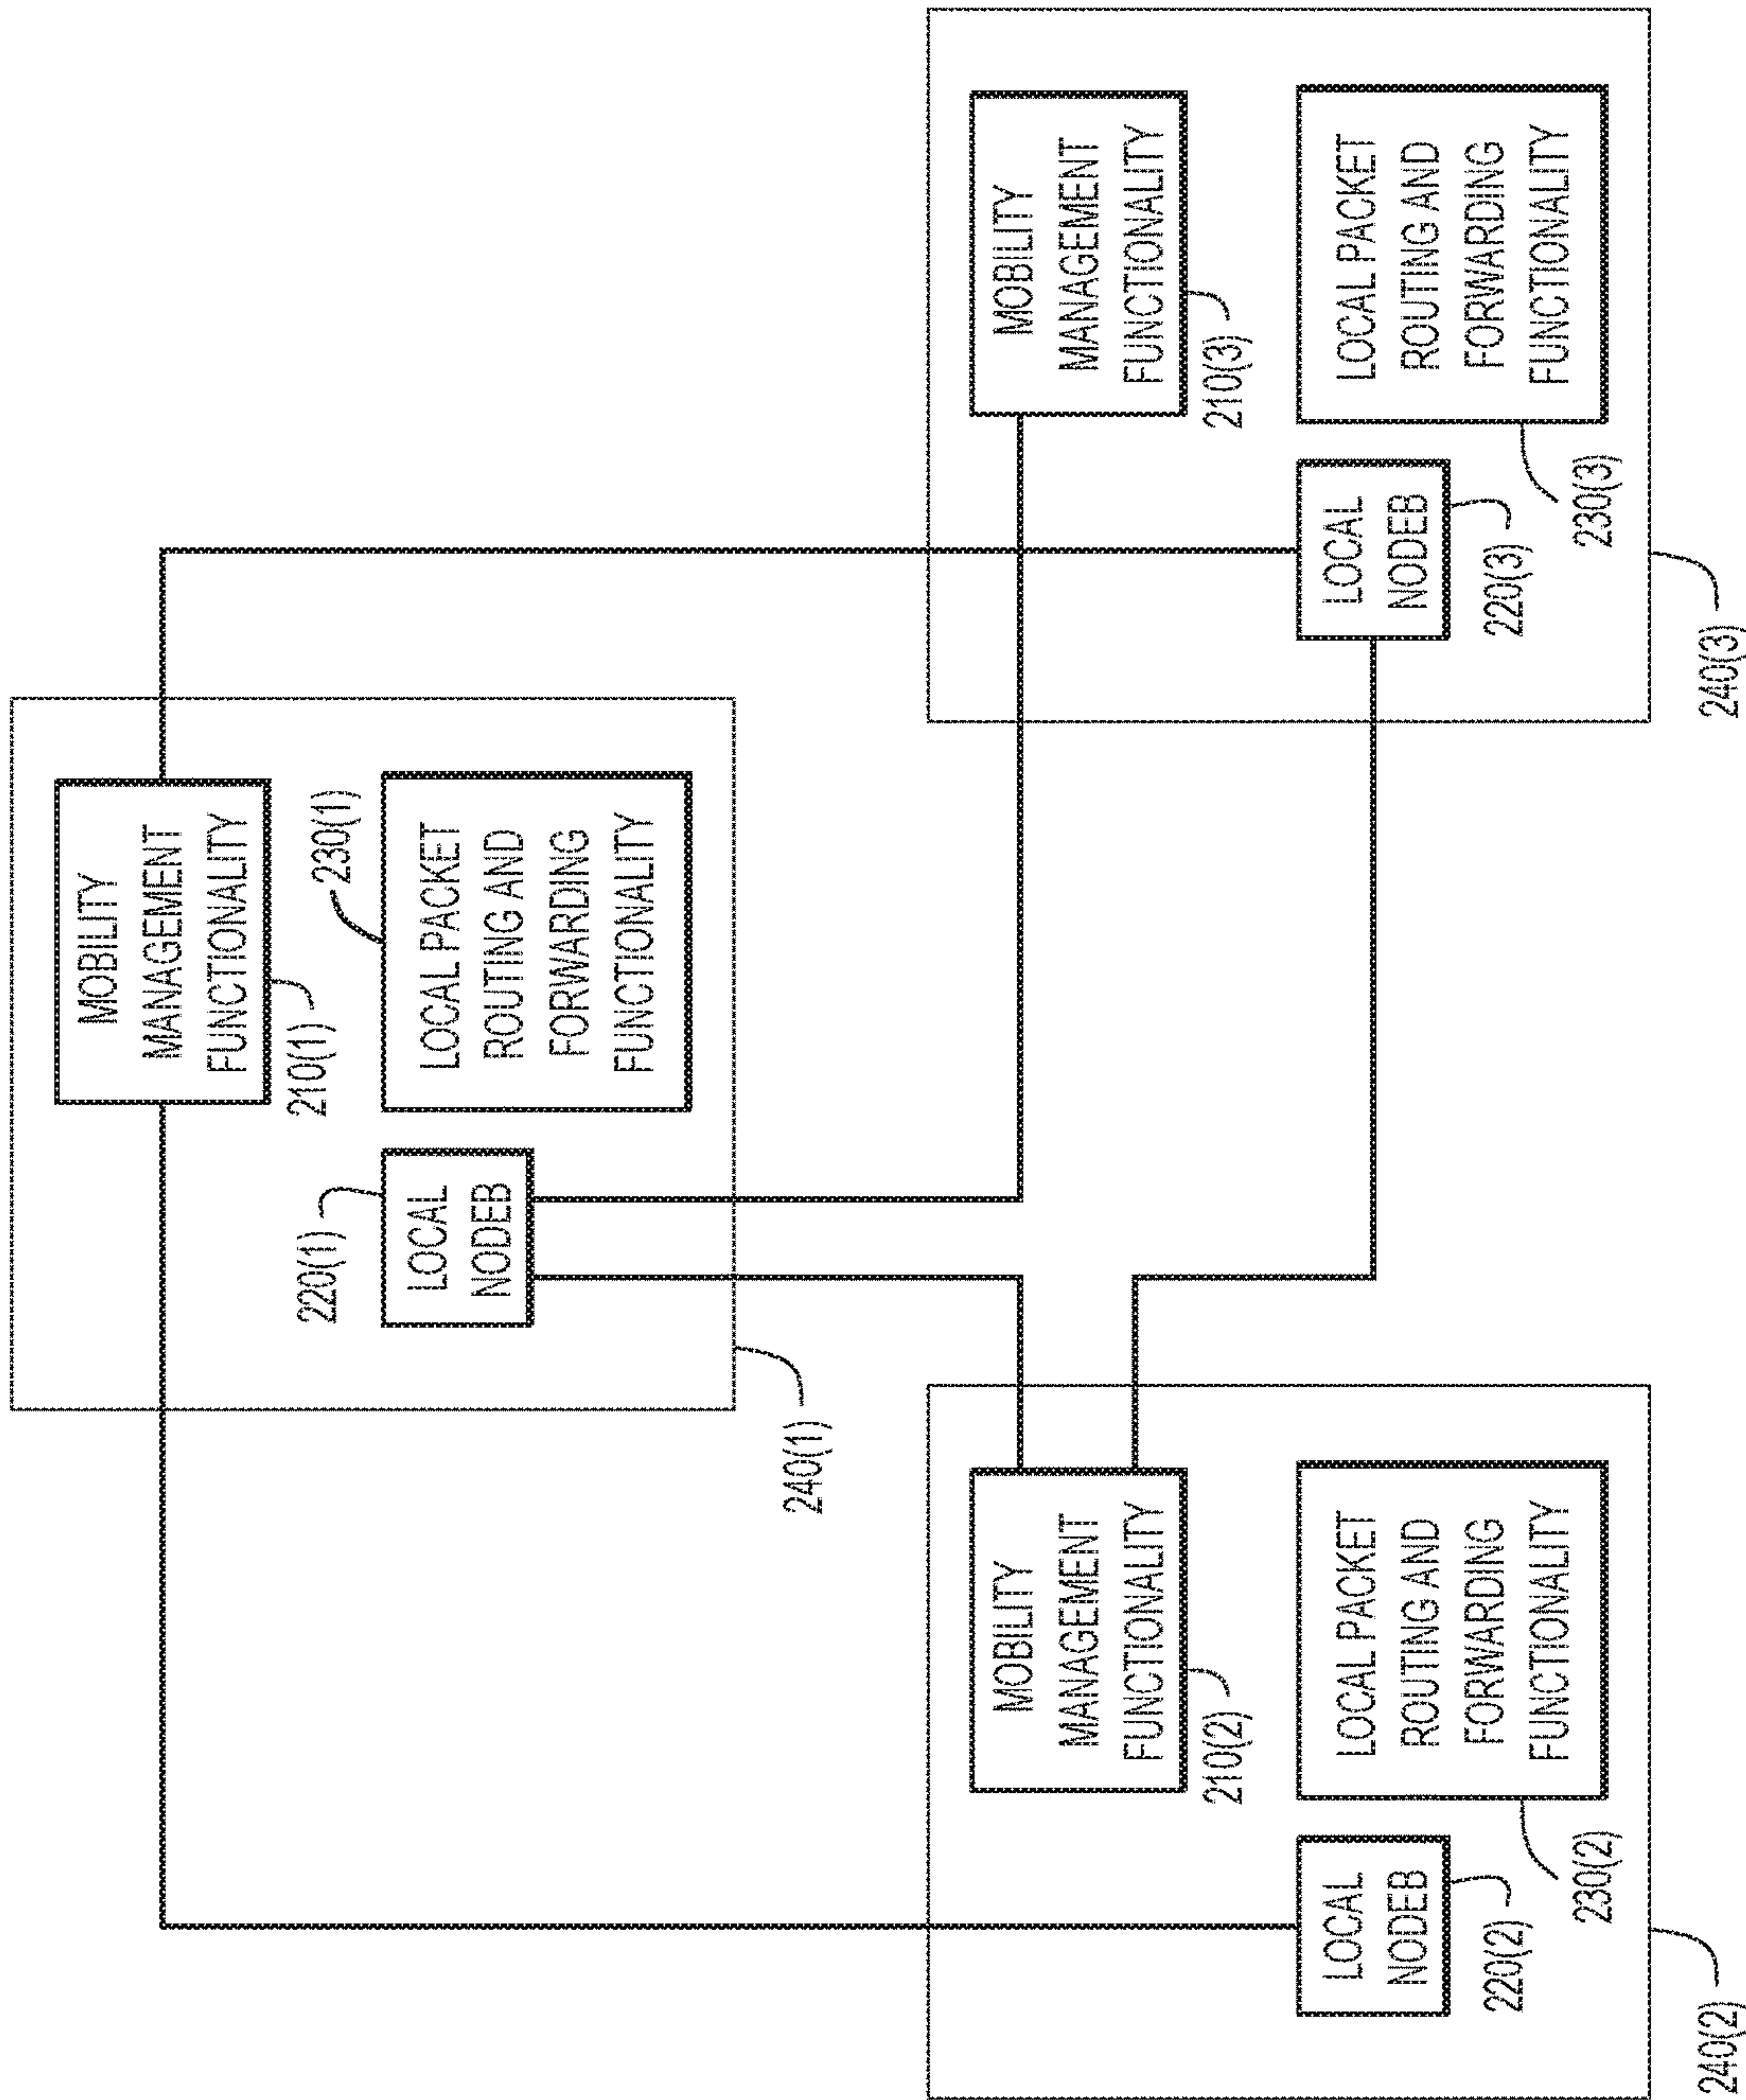 MOBILITY
MANAGEMENT
FUNCTIONALITY
210(1)
220(1)
LOCAL
NODEB
230(1)
LOCAL PACKET
ROUTING AND
FORWARDING
FUNCTIONALITY
240(1)
MOBILITY
MANAGEMENT
FUNCTIONALITY
210(2)
LOCAL
NODEB
220(2)
LOCAL PACKET
ROUTING AND
FORWARDING
FUNCTIONALITY
230(2)
240(2)
MOBILITY
MANAGEMENT
FUNCTIONALITY
210(3)
LOCAL
NODEB
220(3)
LOCAL PACKET
ROUTING AND
FORWARDING
FUNCTIONALITY
230(3)
240(3)